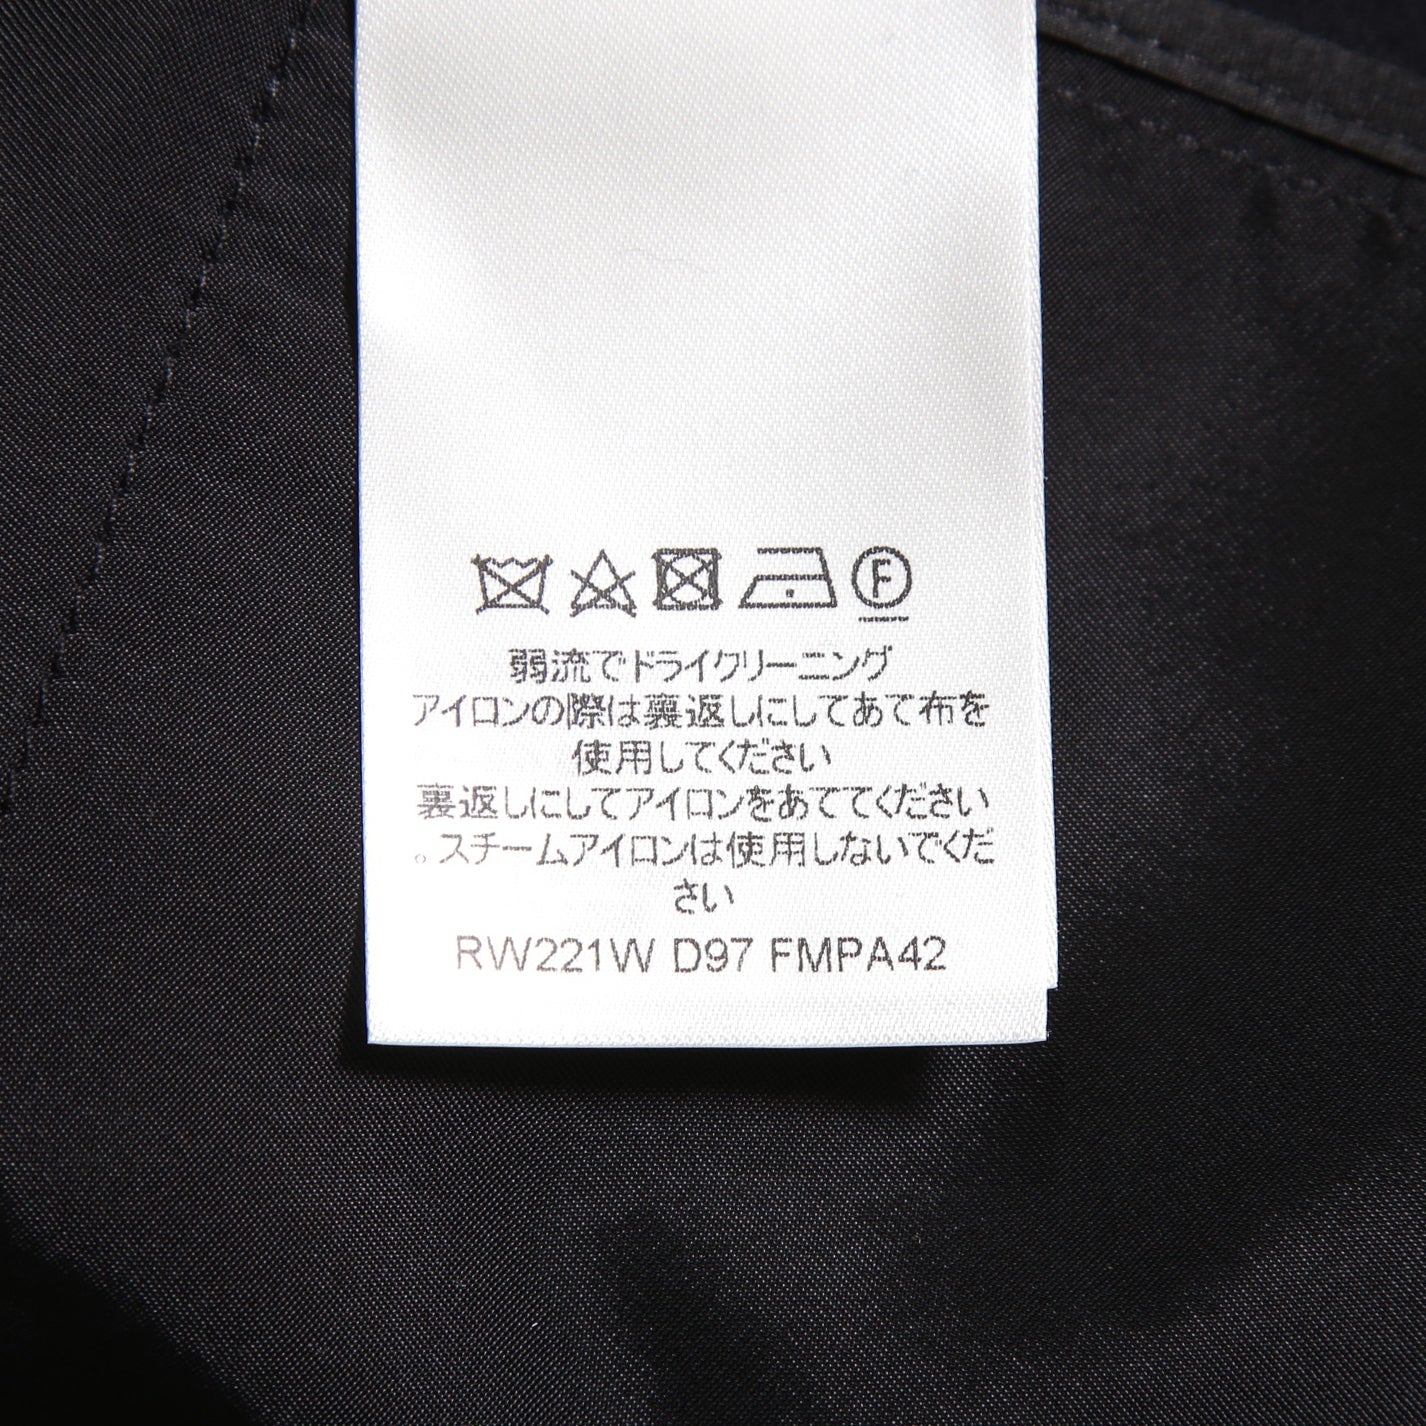 F
弱流でドライクリーニング
アイロンの際は裏返しにしてあて布を
使用してください
裏返しにしてアイロンをあててください
。スチームアイロンは使用しないでくだ
さい
RW221W D97 FMPA42